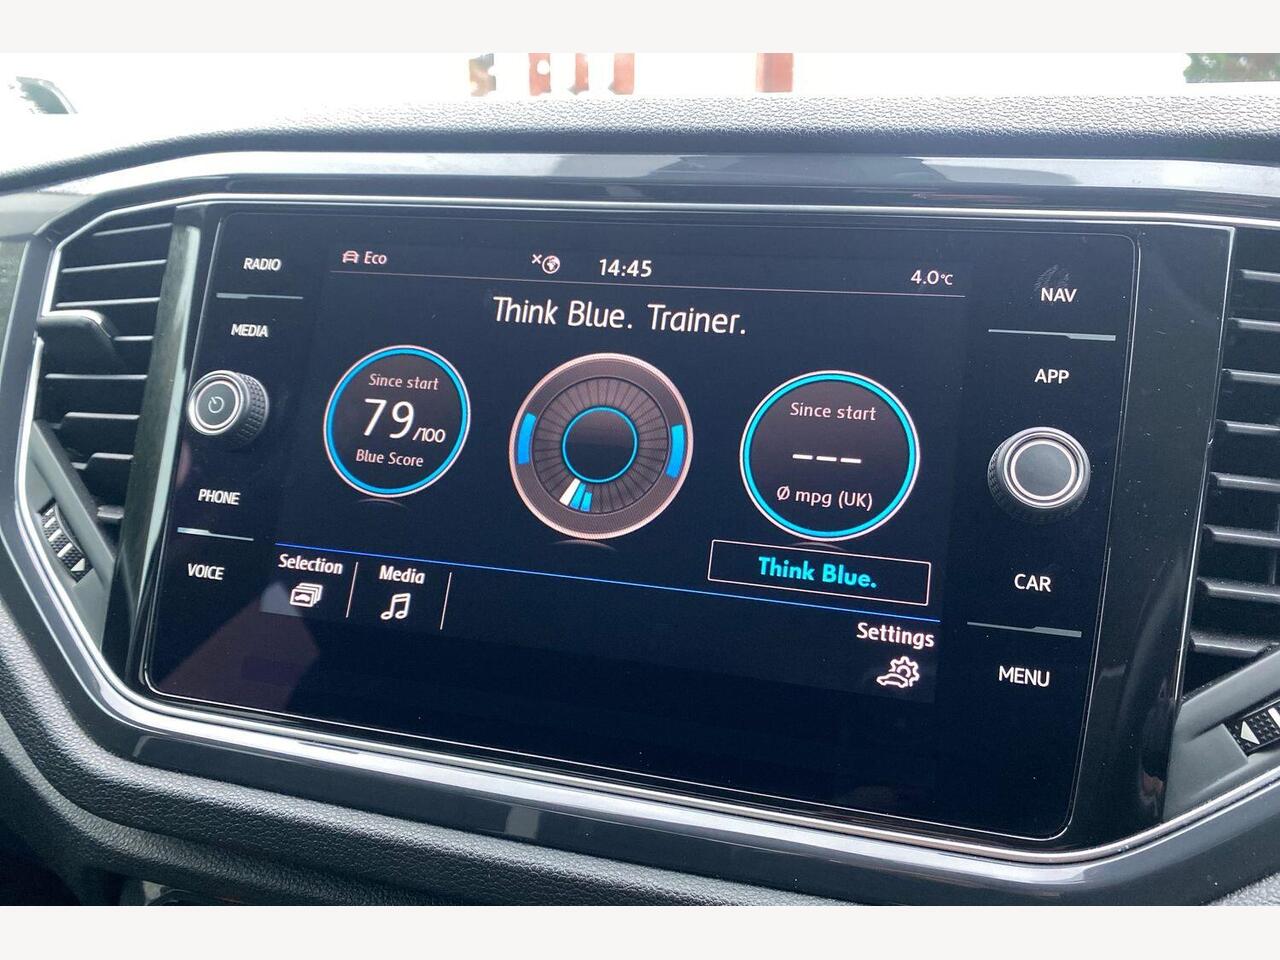 RADIO
MEDIA
PHONE
VOICE
Eco
14:45
4.0°C
Think Blue. Trainer.
Since start
79/100
Blue Score
Since start
---
Ø mpg (UK)
Think Blue.
Selection
Media
Settings
NAV
APP
CAR
MENU